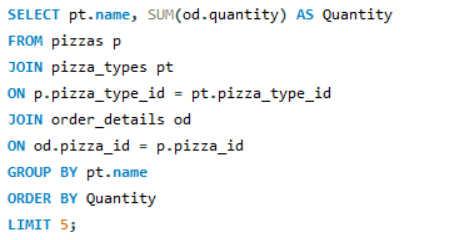 SELECT pt.name, SUM(od.quantity) AS Quantity
FROM pizzas p
JOIN pizza_types pt
ON p.pizza_type_id = pt.pizza_type_id
JOIN order_details od
ON od.pizza_id = p.pizza_id
GROUP BY pt.name
ORDER BY Quantity
LIMIT 5;